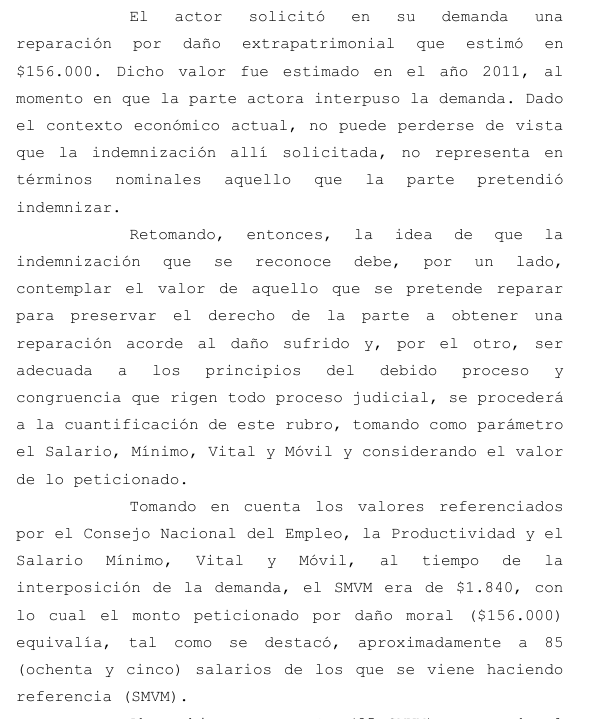 El actor solicitó en su demanda una
reparación por daño extrapatrimonial que estimó en
$156.000. Dicho valor fue estimado en el año 2011, al
momento en que la parte actora interpuso la demanda. Dado
el contexto económico actual, no puede perderse de vista
que la indemnización allí solicitada, no representa en
términos nominales aquello que la parte pretendió
indemnizar.
Retomando, entonces, la idea de que la
indemnización que se reconoce debe, por un lado,
contemplar el valor de aquello que se pretende reparar
para preservar el derecho de la parte a obtener una
reparación acorde al daño sufrido y, por el otro, ser
adecuada a los principios del debido proceso y
congruencia que rigen todo proceso judicial, se procederá
a la cuantificación de este rubro, tomando como parámetro
el Salario, Mínimo, Vital y Móvil y considerando el valor
de lo peticionado.
Tomando en cuenta los valores referenciados
por el Consejo Nacional del Empleo, la Productividad y el
Salario Mínimo, Vital y Móvil, al tiempo de la
interposición de la demanda, el SMVM era de $1.840, con
lo cual el monto peticionado por daño moral ($156.000)
equivalía, tal como se destacó, aproximadamente a 85
(ochenta y cinco) salarios de los que se viene haciendo
referencia (SMVM).